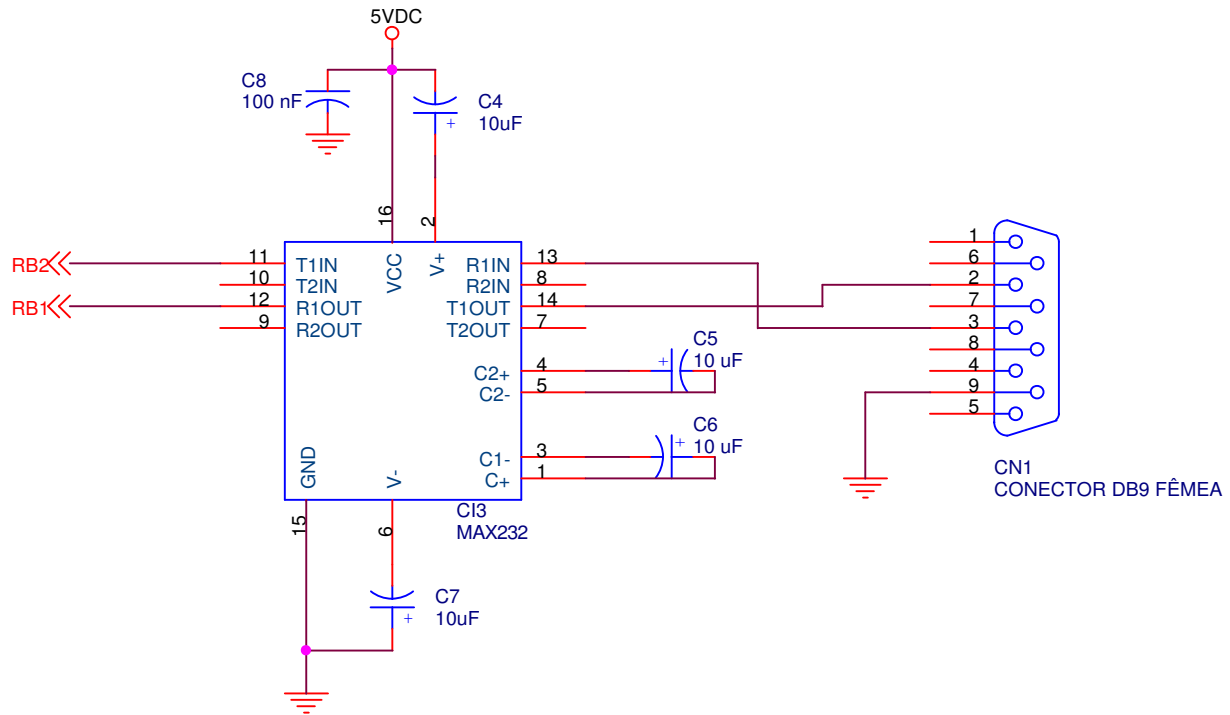 5VDC
C8
100 nF
C4
10uF
+
16
2
RB2
11
T1IN
VCC
V+
R1IN
13
10
T2IN
R2IN
8
RB1
12
R1OUT
T1OUT
14
9
R2OUT
T2OUT
7
C5
10 uF
+
C2+
4
C2-
5
C6
10 uF
+
C1-
3
C+
1
GND
V-
15
6
CI3
MAX232
C7
10uF
+
1
6
2
7
3
8
4
9
5
CN1
CONECTOR DB9 FÊMEA